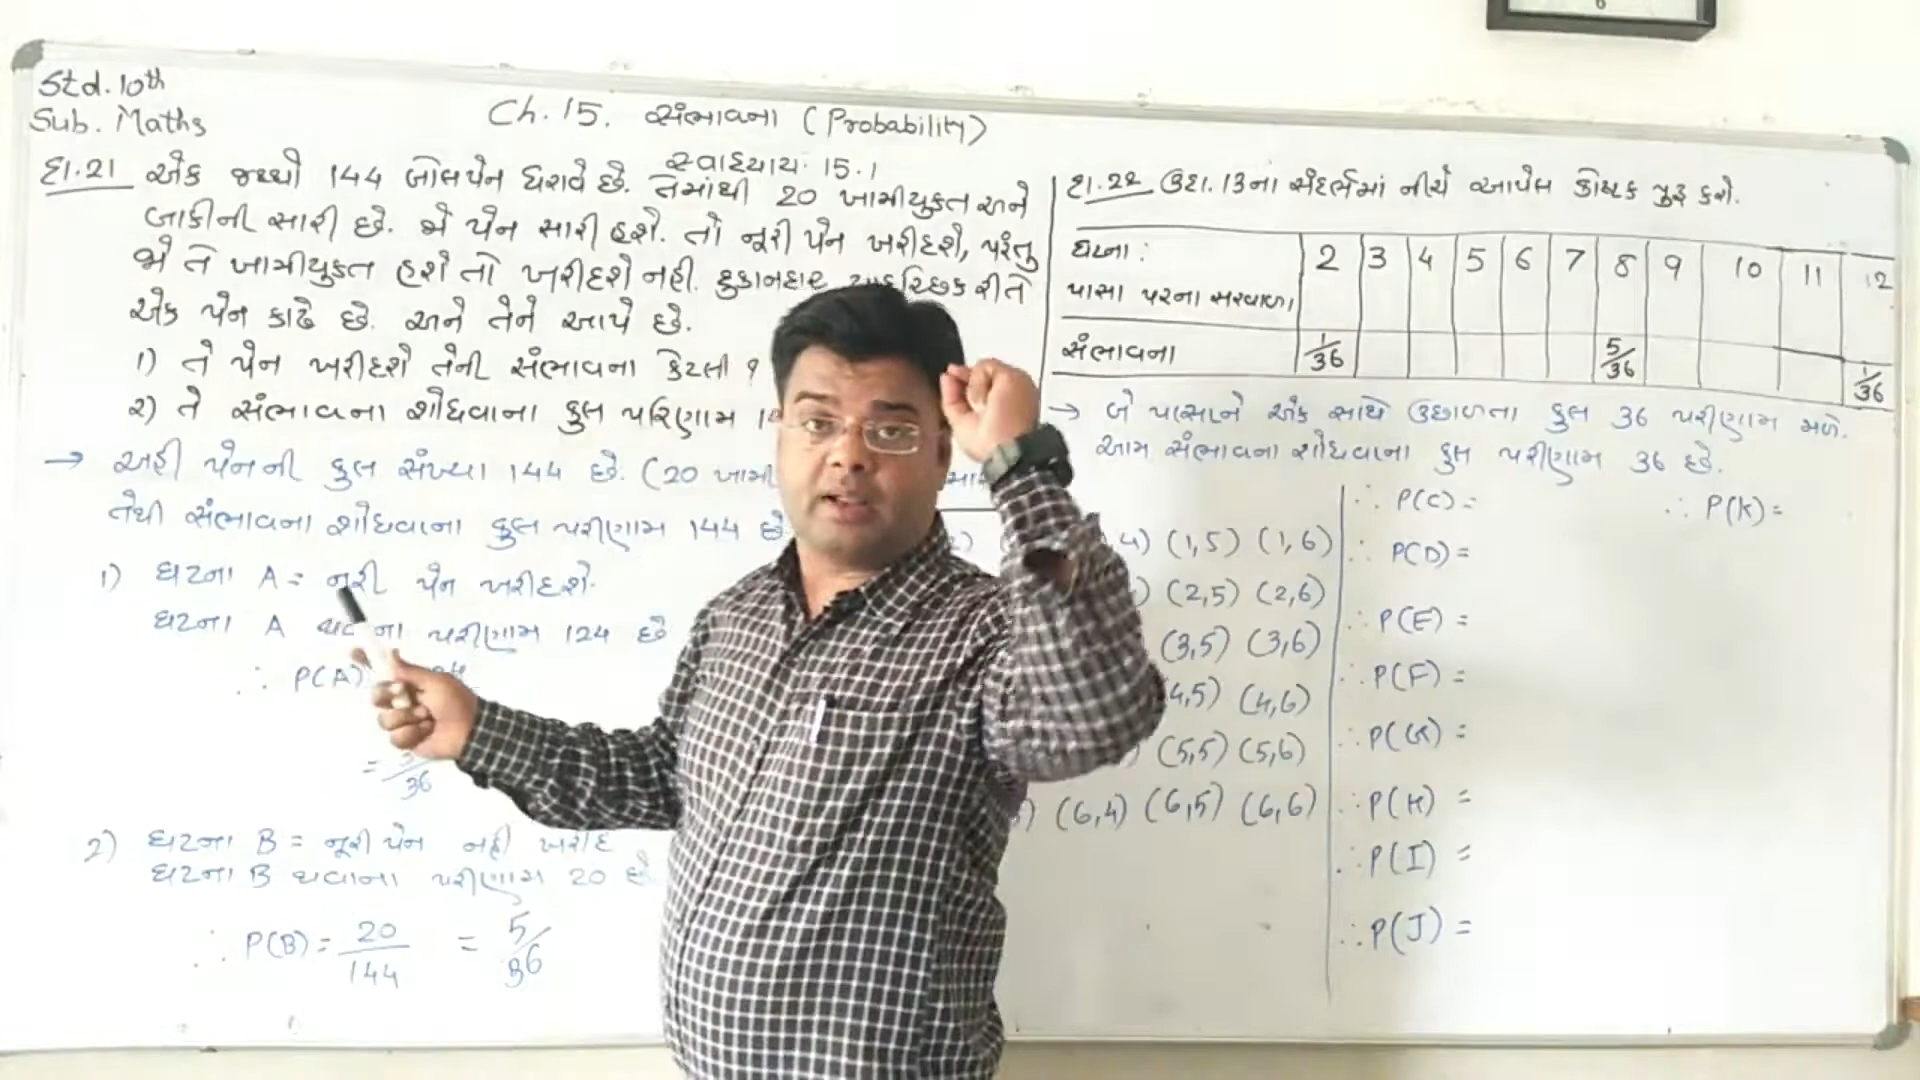 Std. 10th
Sub. Maths
Ch. 15. સંભાવના (Probability)
સ્વાધ્યાય 15.1
દા.21 એક જથ્થો 144 બોલપેન ધરાવે છે. તેમાંથી 20 ખામીયુક્ત અને
બાકીની સારી છે. જો પેન સારી હશે. તો નૂરી પેન ખરીદશે, પરંતુ
જો તે ખામીયુક્ત હશે તો ખરીદશે નહી. દુકાનદાર યાદચ્છિક રીતે
એક પેન કાઢે છે. અને તેને આપે છે.
1) તે પેન ખરીદશે તેની સંભાવના કેટલી ?
2) તે સંભાવના શોધવાના કુલ પરિણામ
→ અહી પેનની કુલ સંખ્યા 144 છે. (20
તેથી સંભાવના શોધવાના કુલ પરીણામ 144 છે
1) ઘટના A = નૂરી પેન ખરીદશે.
ઘટના A પરીણામ 124 છે
∴ P(A)
= 36
2) ઘટના B = નૂરી પેન નહી
ઘટના B થવાના પરીણામ 20 છે
∴ P(B) = 20/144 = 5/36
દા.22 ઉદા. 13ના સંદર્ભમાં નીચે આપેલ કોષ્ટક પુરૂ કરો.
ઘટના : 2 3 4 5 6 7 8 9 10 11 12
પાસા પરના સરવાળા
સંભાવના 1/36 5/36 1/36
→ બે પાસાને એક સાથે ઉછાળતા કુલ 36 પરીણામ મળે.
આમ સંભાવના શોધવાના કુલ પરીણામ 36 છે.
4) (1,5) (1,6)
) (2,5) (2,6)
(3,5) (3,6)
4,5) (4,6)
) (5,5) (5,6)
) (6,4) (6,5) (6,6)
∴ P(C) =
∴ P(D) =
∴ P(E) =
∴ P(F) =
∴ P(G) =
∴ P(H) =
∴ P(I) =
∴ P(J) =
∴ P(K) =